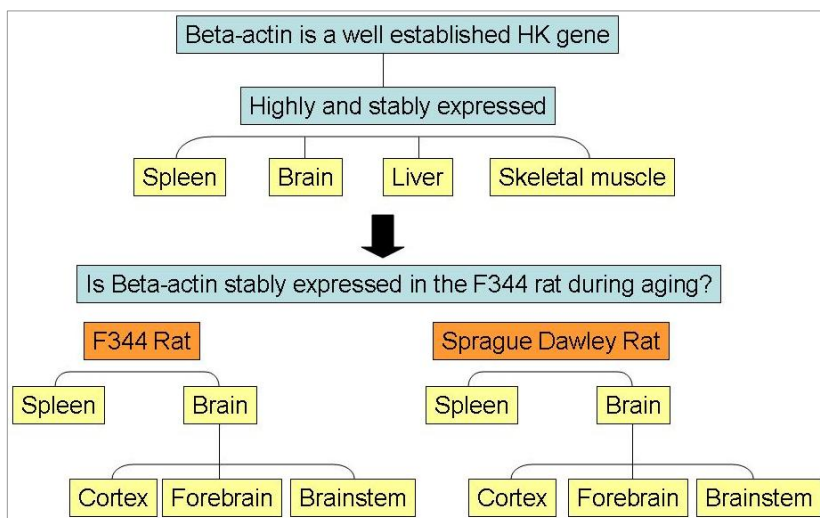 Beta-actin is a well established HK gene
Highly and stably expressed
Spleen Brain Liver Skeletal muscle
Is Beta-actin stably expressed in the F344 rat during aging?
F344 Rat Sprague Dawley Rat
Spleen Brain Spleen Brain
Cortex Forebrain Brainstem Cortex Forebrain Brainstem